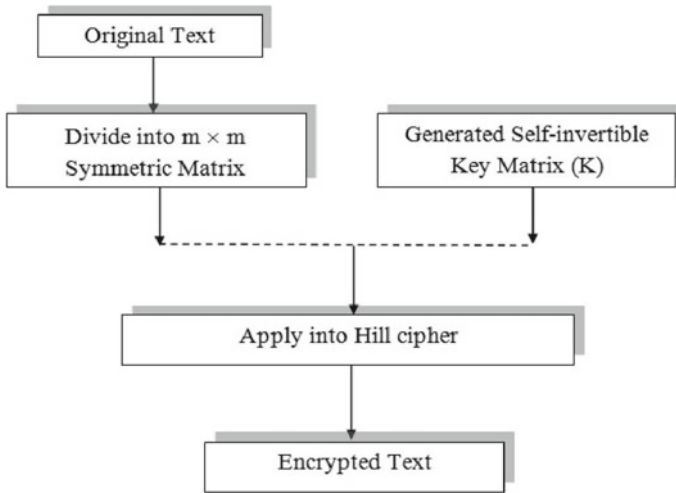 Original Text
Divide into m × m
Symmetric Matrix
Generated Self-invertible
Key Matrix (K)
Apply into Hill cipher
Encrypted Text